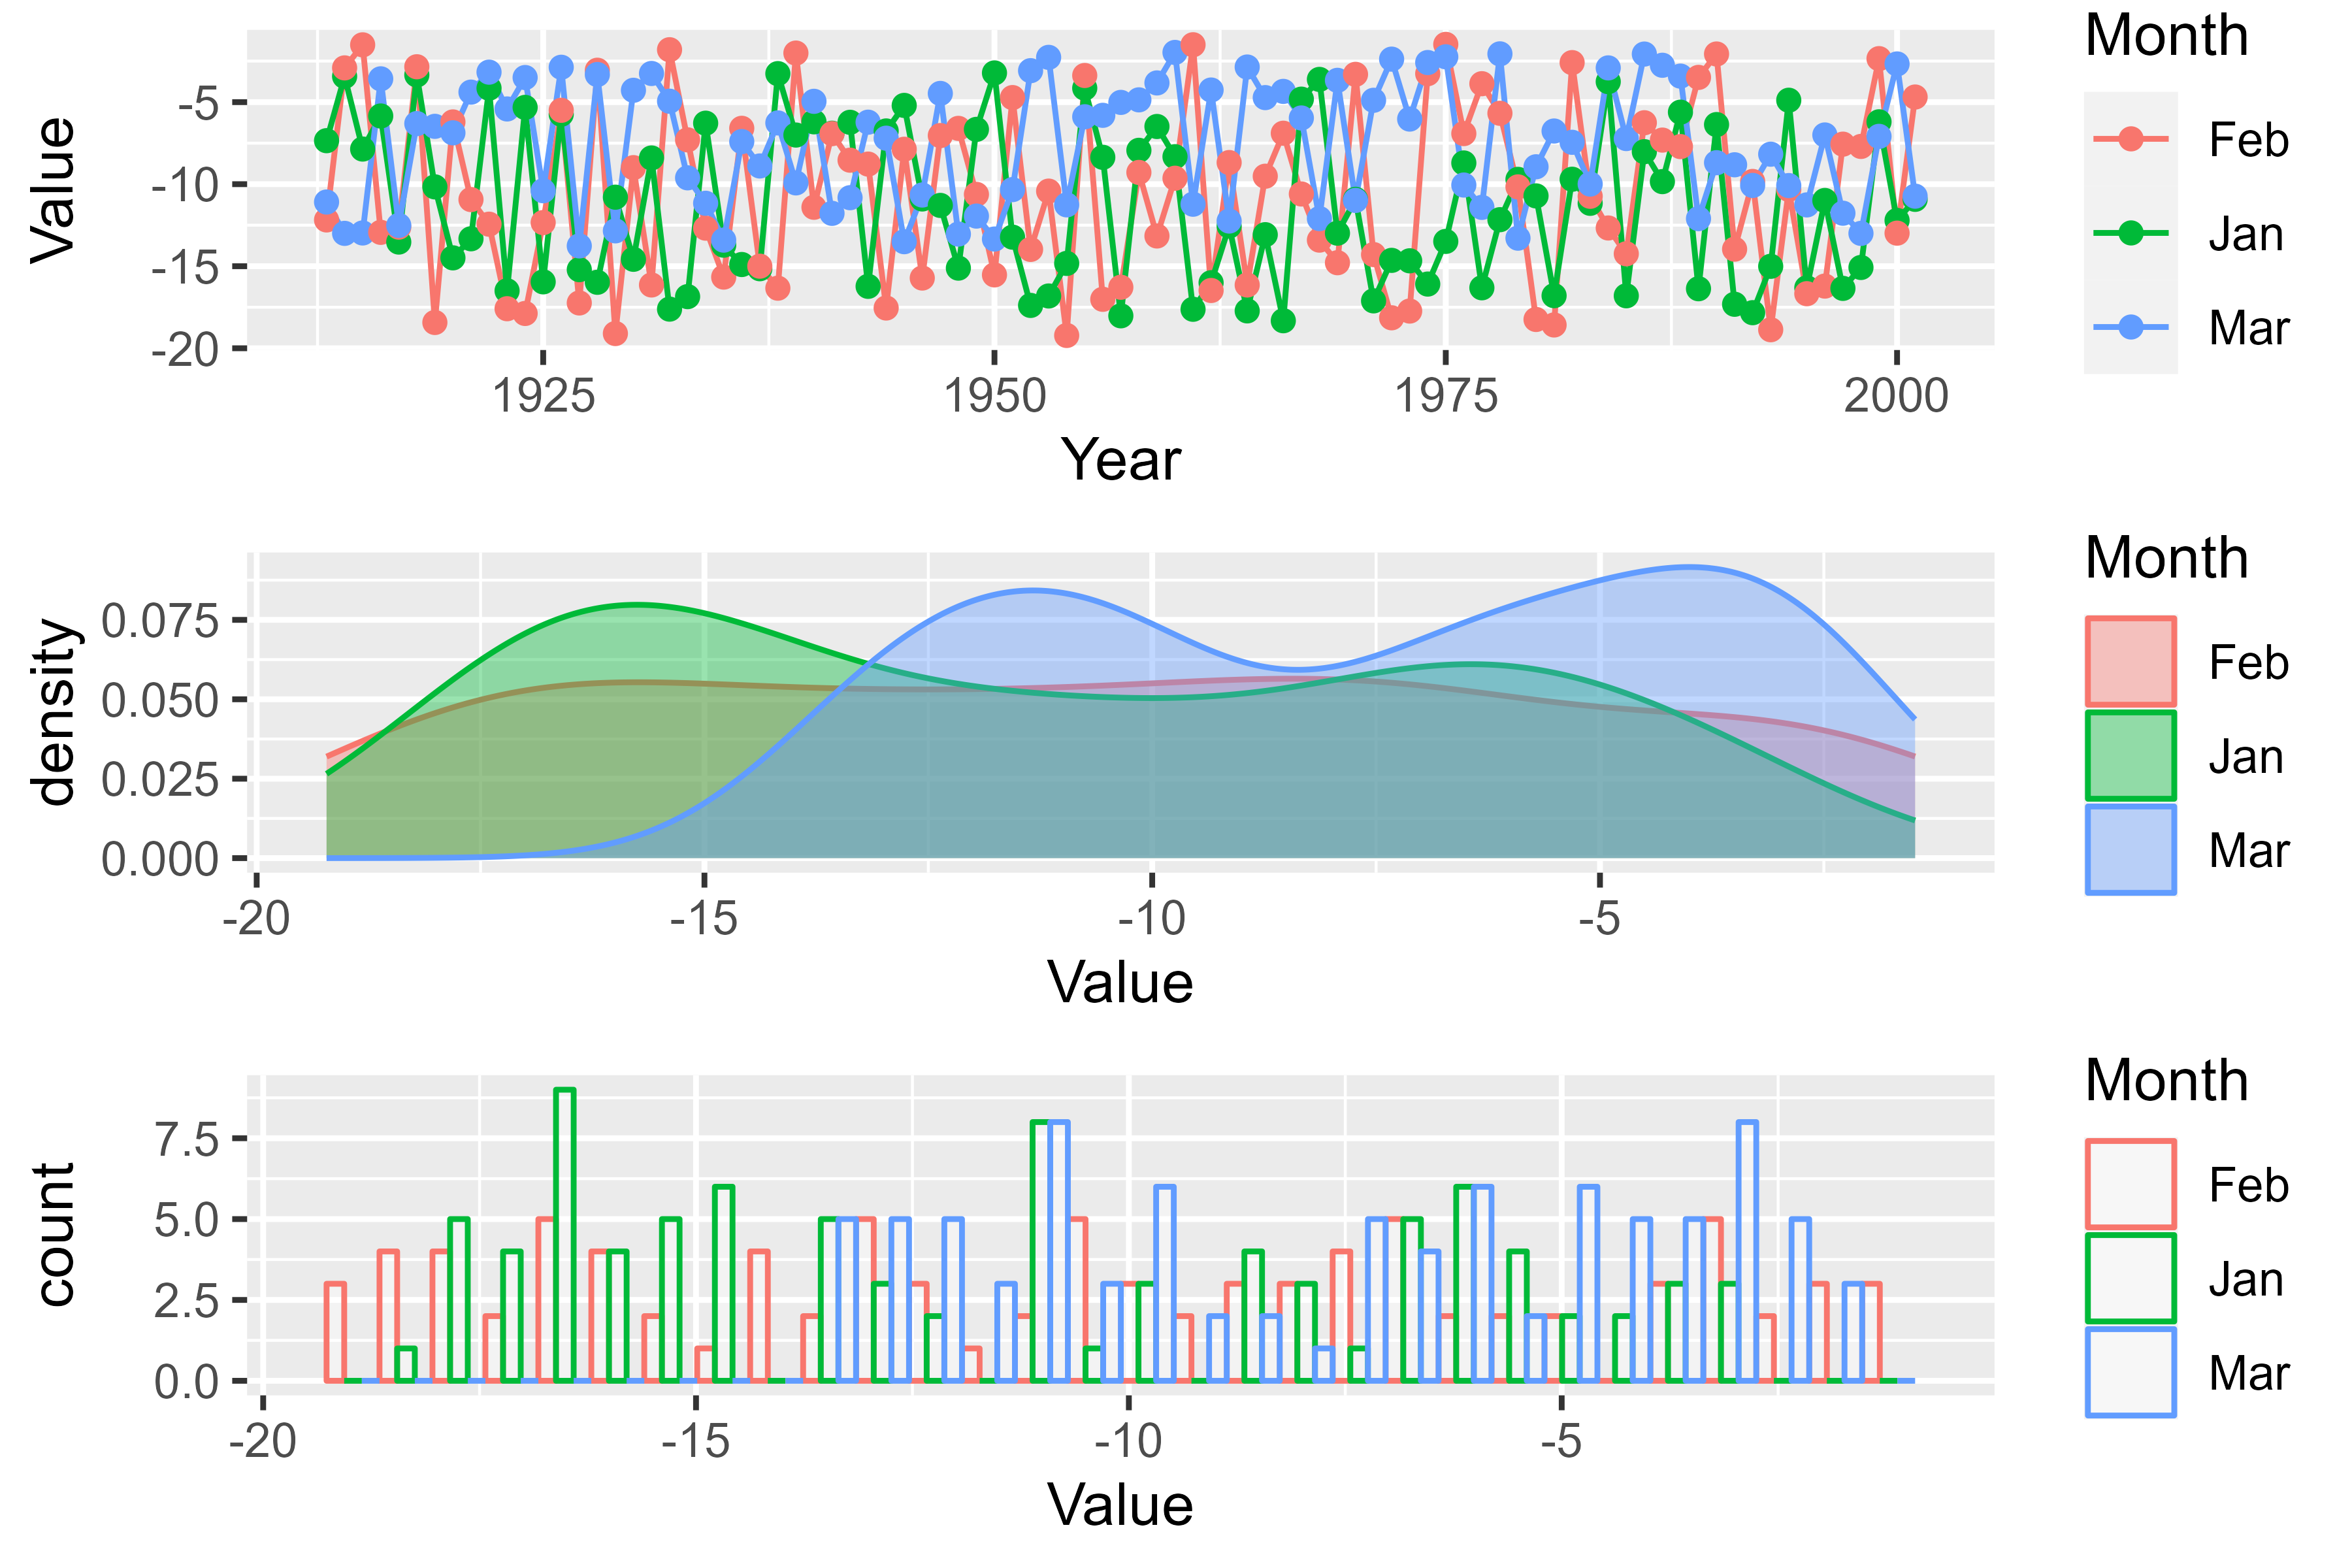 Month
Value
-5
-10
-15
-20
Feb
Jan
Mar
1925 1950 1975 2000
Year
Month
density
0.075
0.050
0.025
0.000
Feb
Jan
Mar
-20 -15 -10 -5
Value
Month
count
7.5
5.0
2.5
0.0
Feb
Jan
Mar
-20 -15 -10 -5
Value